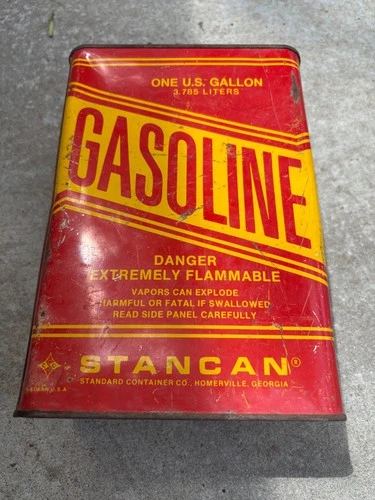 ONE U.S. GALLON
3.785 LITERS
GASOLINE
DANGER
EXTREMELY FLAMMABLE
VAPORS CAN EXPLODE
HARMFUL OR FATAL IF SWALLOWED
READ SIDE PANEL CAREFULLY
STANCAN®
STANDARD CONTAINER CO., HOMERVILLE, GEORGIA
U.S.A